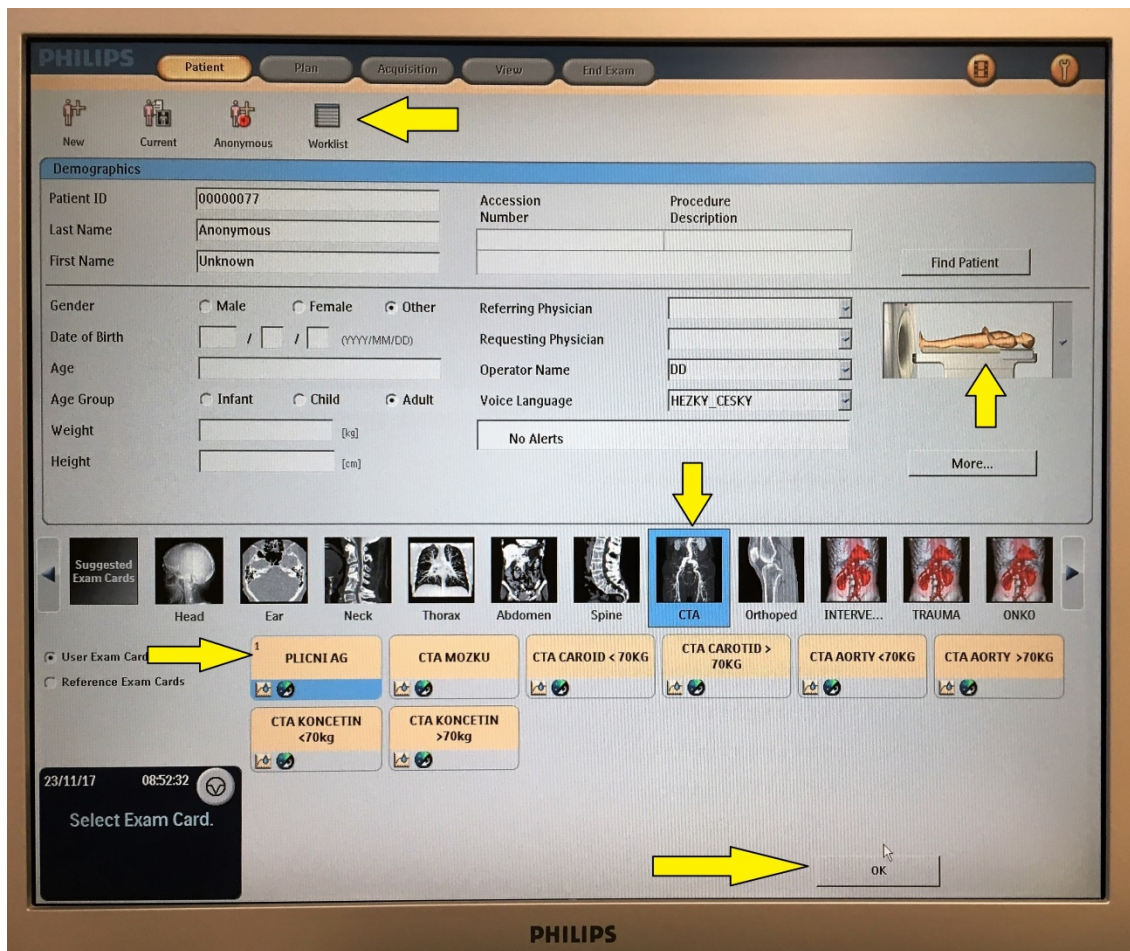 PHILIPS
Patient
Plan
Acquisition
View
End Exam
New
Current
Anonymous
Worklist
Demographics
Patient ID
00000077
Last Name
Anonymous
First Name
Unknown
Accession
Number
Procedure
Description
Find Patient
Gender
Male
Female
Other
Date of Birth
/ / (YYYY/MM/DD)
Age
Age Group
Infant
Child
Adult
Weight
[kg]
Height
[cm]
Referring Physician
Requesting Physician
Operator Name
DD
Voice Language
HEZKY_CESKY
No Alerts
More...
Suggested
Exam Cards
Head
Ear
Neck
Thorax
Abdomen
Spine
CTA
Orthoped
INTERVE...
TRAUMA
ONKO
User Exam Card
Reference Exam Cards
1
PLICNI AG
CTA MOZKU
CTA CAROID < 70KG
CTA CAROTID >
70KG
CTA AORTY <70KG
CTA AORTY >70KG
CTA KONCETIN
<70kg
CTA KONCETIN
>70kg
23/11/17 08:52:32
Select Exam Card.
OK
PHILIPS